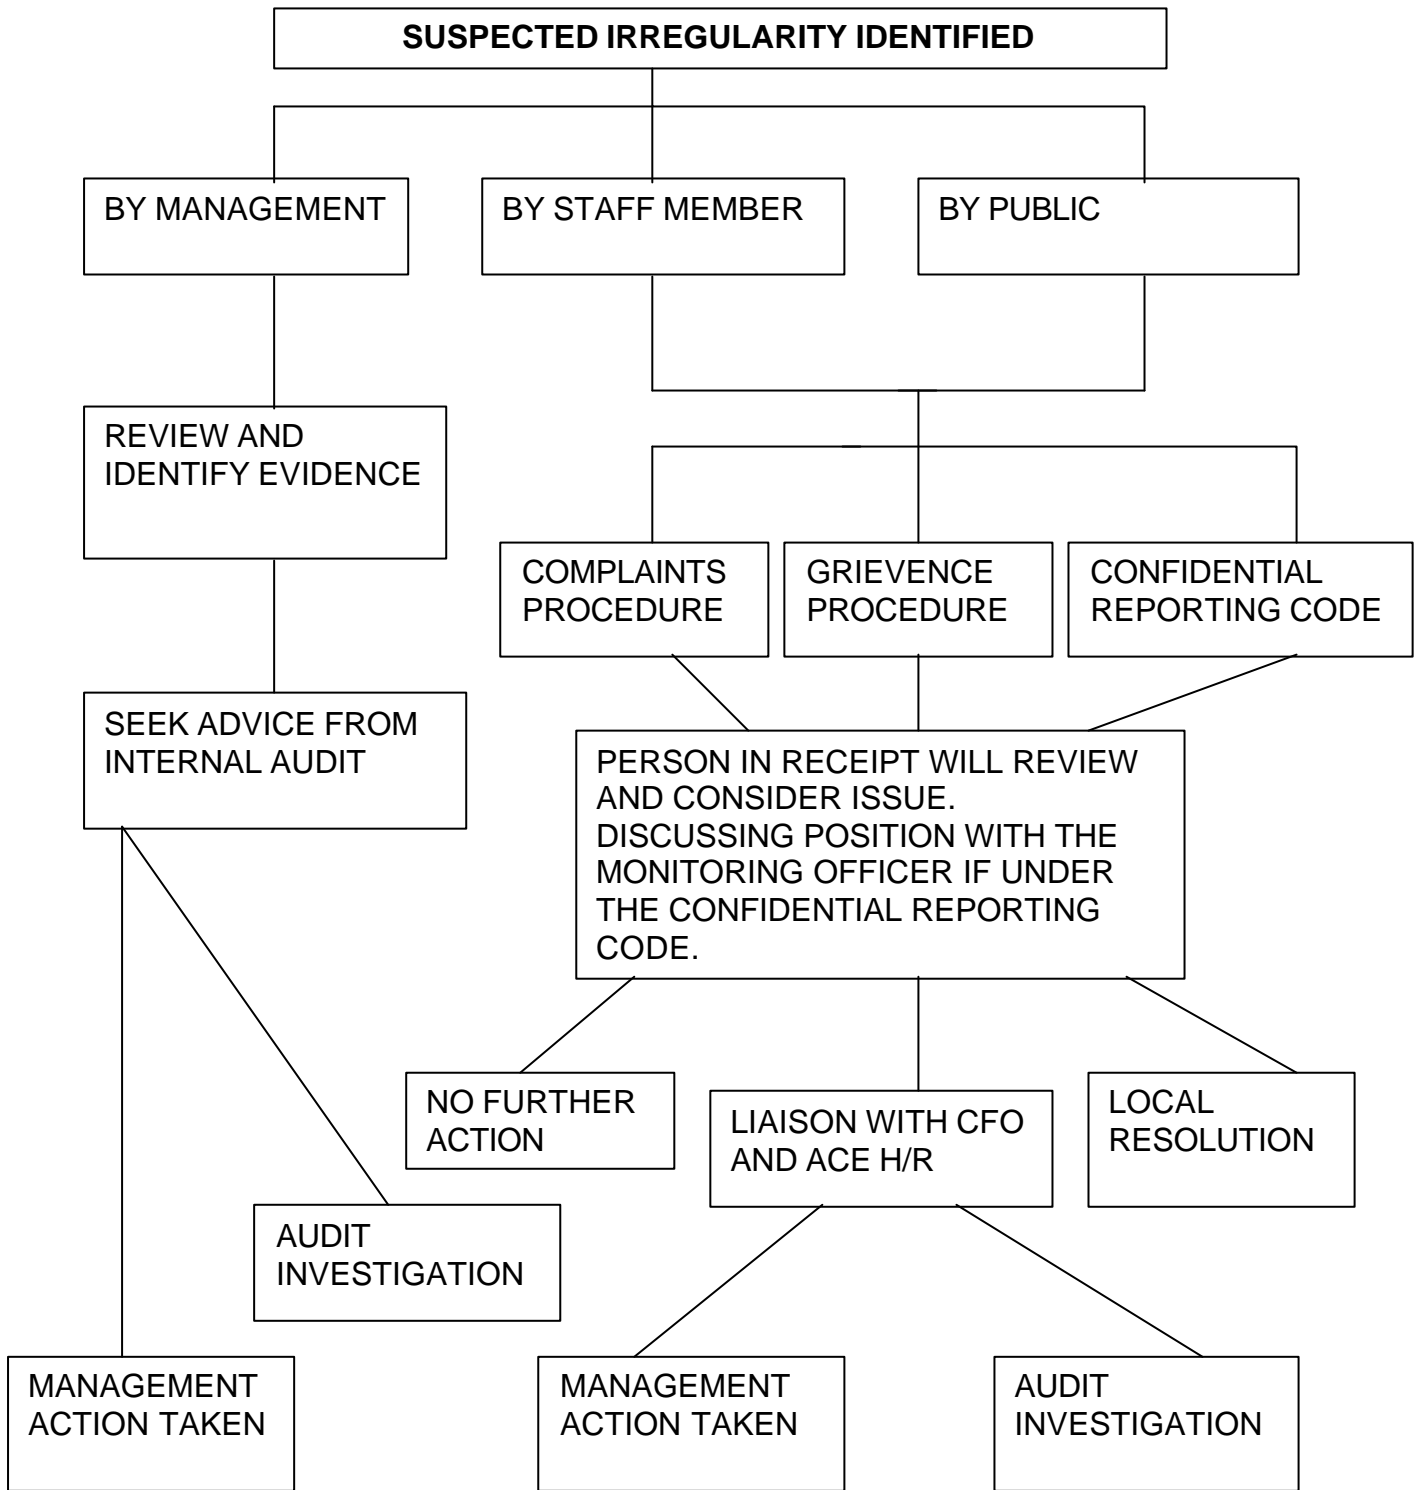 SUSPECTED IRREGULARITY IDENTIFIED
BY MANAGEMENT
BY STAFF MEMBER
BY PUBLIC
REVIEW AND
IDENTIFY EVIDENCE
COMPLAINTS
PROCEDURE
GRIEVENCE
PROCEDURE
CONFIDENTIAL
REPORTING CODE
SEEK ADVICE FROM
INTERNAL AUDIT
PERSON IN RECEIPT WILL REVIEW
AND CONSIDER ISSUE.
DISCUSSING POSITION WITH THE
MONITORING OFFICER IF UNDER
THE CONFIDENTIAL REPORTING
CODE.
NO FURTHER
ACTION
LIAISON WITH CFO
AND ACE H/R
LOCAL
RESOLUTION
AUDIT
INVESTIGATION
MANAGEMENT
ACTION TAKEN
MANAGEMENT
ACTION TAKEN
AUDIT
INVESTIGATION